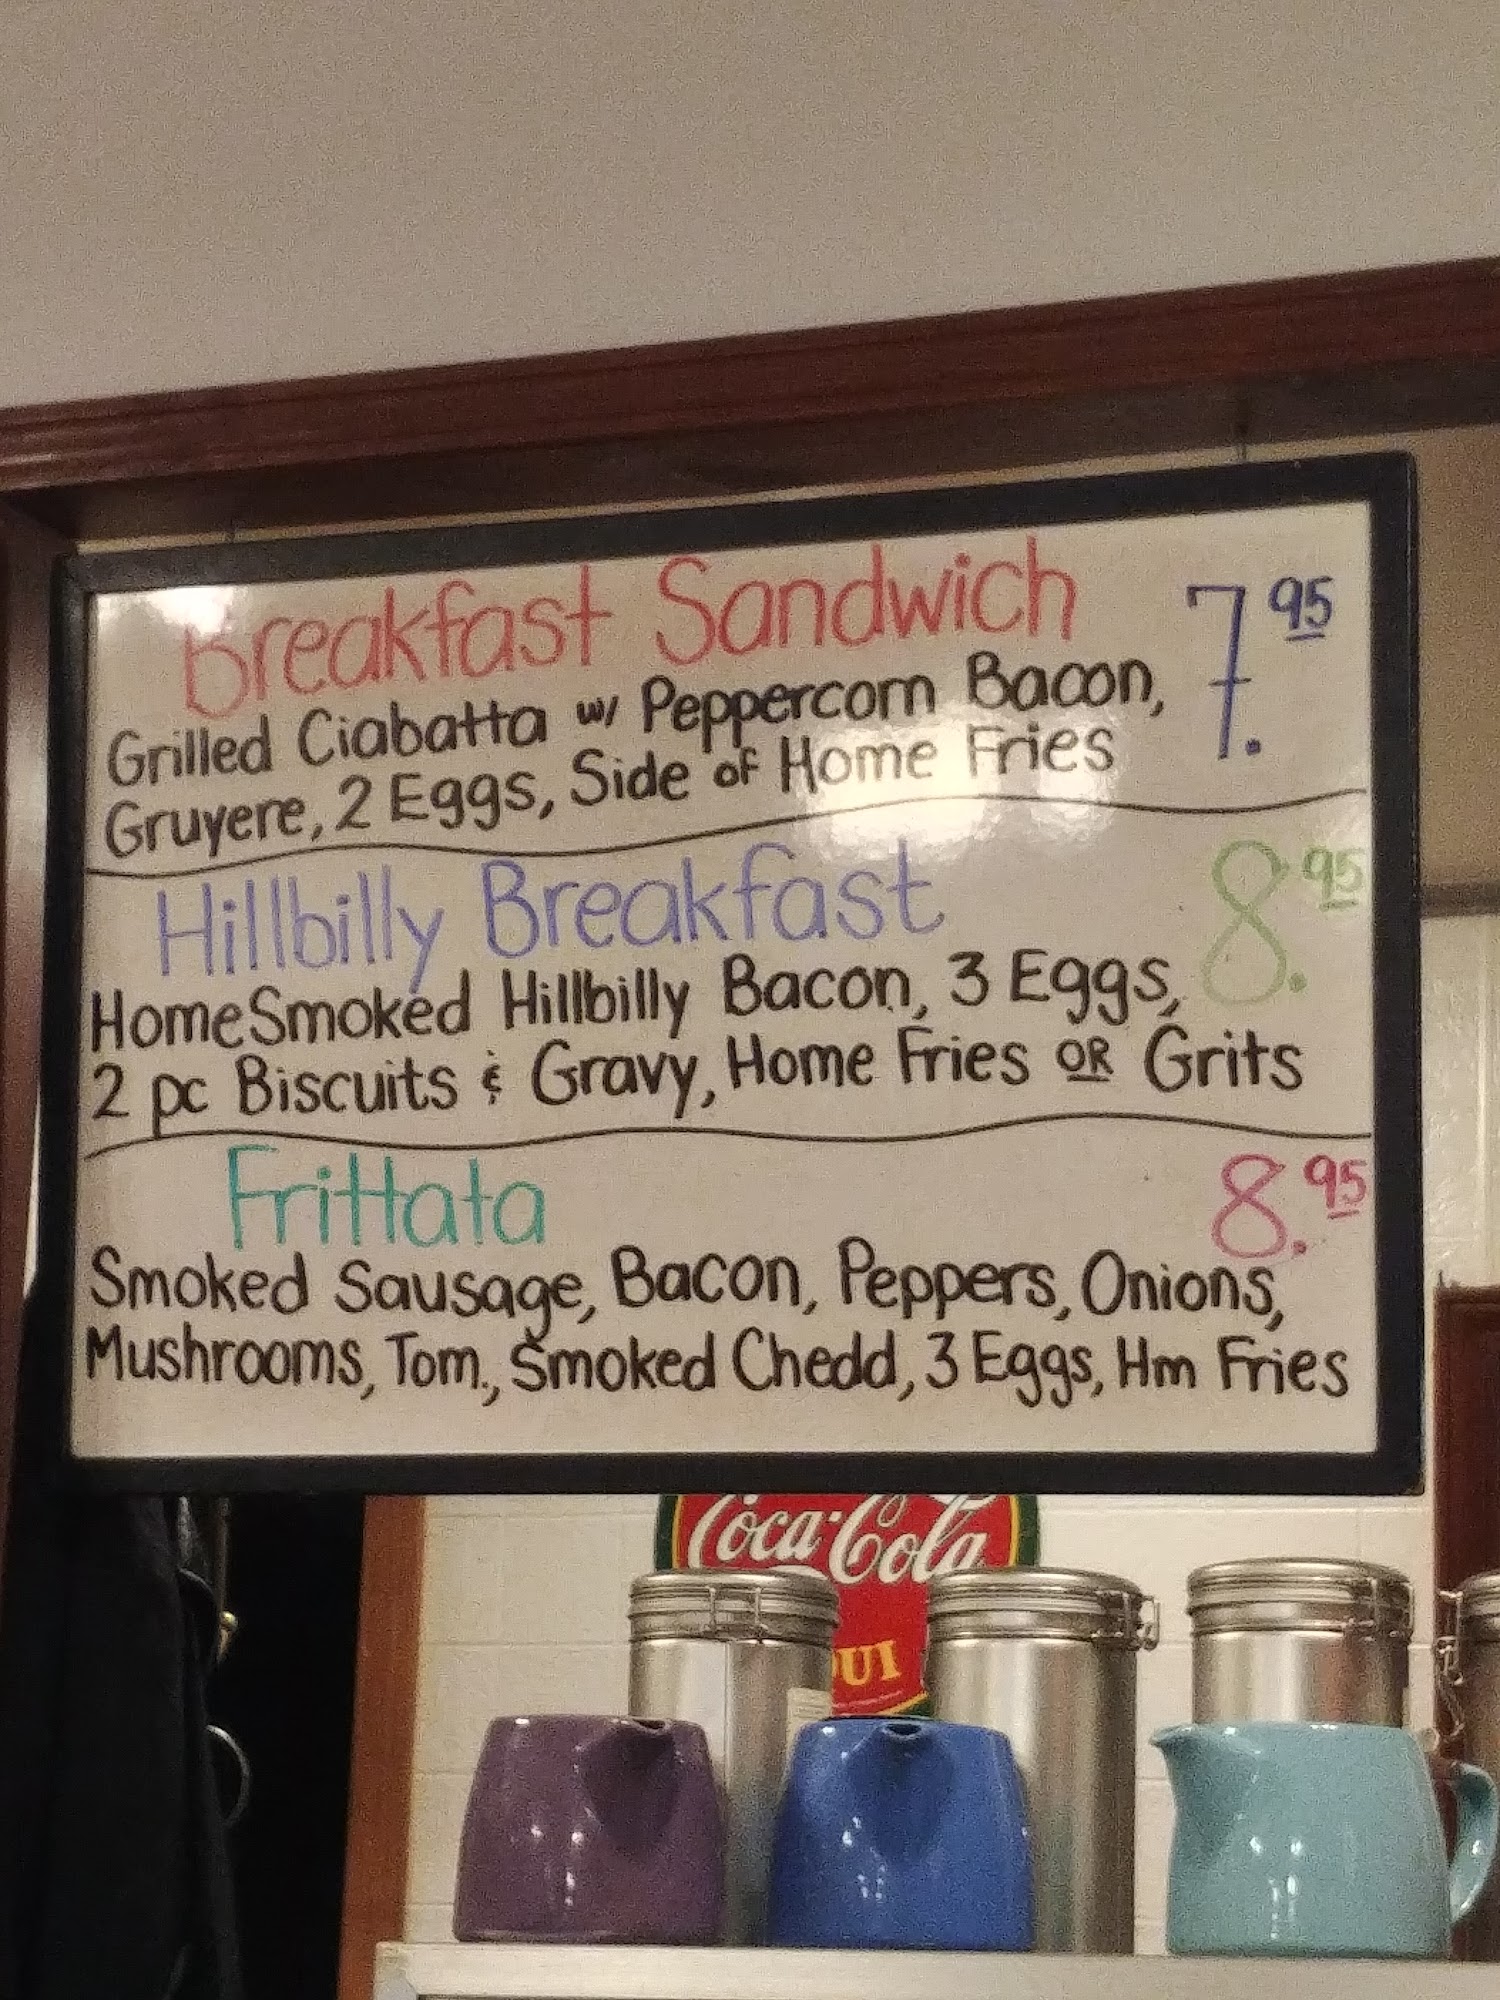 Breakfast Sandwich 7.95
Grilled Ciabatta w/ Peppercorn Bacon,
Gruyere, 2 Eggs, Side of Home Fries
Hillbilly Breakfast 8.95
HomeSmoked Hillbilly Bacon, 3 Eggs,
2 pc Biscuits & Gravy, Home Fries OR Grits
Frittata 8.95
Smoked Sausage, Bacon, Peppers, Onions,
Mushrooms, Tom., Smoked Chedd, 3 Eggs, Hm Fries
Coca-Cola